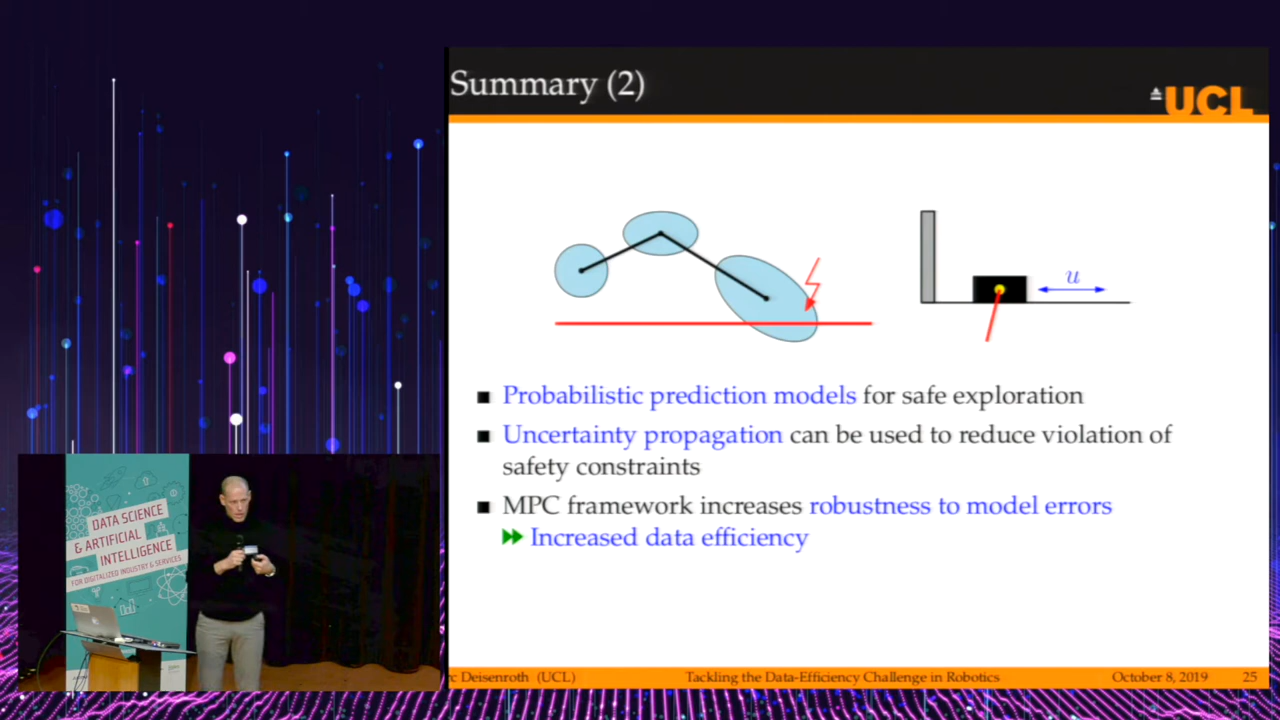 Summary (2)
UCL
u
Probabilistic prediction models for safe exploration
Uncertainty propagation can be used to reduce violation of
safety constraints
MPC framework increases robustness to model errors
Increased data efficiency
DATA SCIENCE
& ARTIFICIAL
INTELLIGENCE
FOR DIGITALIZED INDUSTRY & SERVICES
rc Deisenroth (UCL)
Tackling the Data-Efficiency Challenge in Robotics
October 8, 2019
25